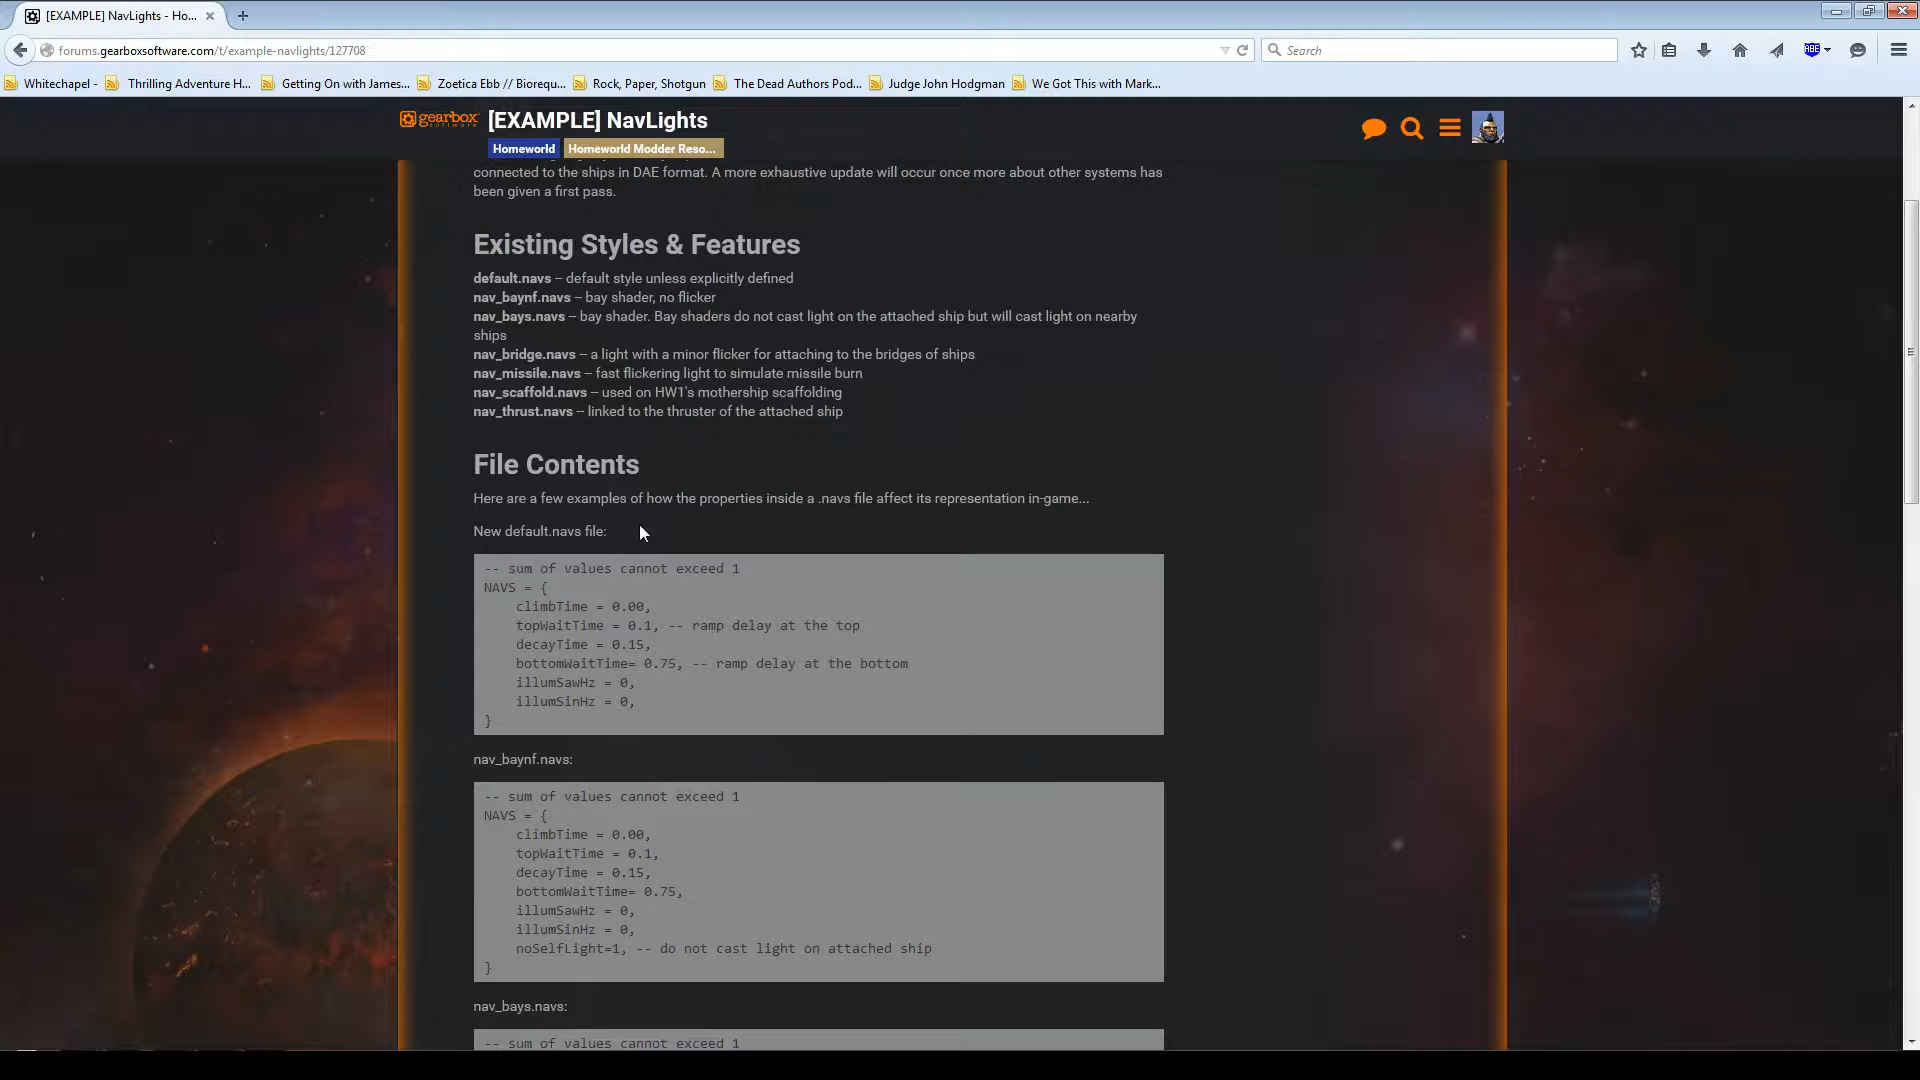 [EXAMPLE] NavLights - Ho...
forums.gearboxsoftware.com/t/example-navlights/127708
Search
ABE
Whitechapel -
Thrilling Adventure H...
Getting On with James...
Zoetica Ebb // Biorequ...
Rock, Paper, Shotgun
The Dead Authors Pod...
Judge John Hodgman
We Got This with Mark...
gearbox
software
[EXAMPLE] NavLights
Homeworld
Homeworld Modder Reso...
connected to the ships in DAE format. A more exhaustive update will occur once more about other systems has
been given a first pass.
Existing Styles & Features
default.navs – default style unless explicitly defined
nav_baynf.navs – bay shader, no flicker
nav_bays.navs – bay shader. Bay shaders do not cast light on the attached ship but will cast light on nearby
ships
nav_bridge.navs – a light with a minor flicker for attaching to the bridges of ships
nav_missile.navs – fast flickering light to simulate missile burn
nav_scaffold.navs – used on HW1's mothership scaffolding
nav_thrust.navs – linked to the thruster of the attached ship
File Contents
Here are a few examples of how the properties inside a .navs file affect its representation in-game...
New default.navs file:
-- sum of values cannot exceed 1
NAVS = {
climbTime = 0.00,
topWaitTime = 0.1, -- ramp delay at the top
decayTime = 0.15,
bottomWaitTime= 0.75, -- ramp delay at the bottom
illumSawHz = 0,
illumSinHz = 0,
}
nav_baynf.navs:
-- sum of values cannot exceed 1
NAVS = {
climbTime = 0.00,
topWaitTime = 0.1,
decayTime = 0.15,
bottomWaitTime= 0.75,
illumSawHz = 0,
illumSinHz = 0,
noSelfLight=1, -- do not cast light on attached ship
}
nav_bays.navs:
-- sum of values cannot exceed 1